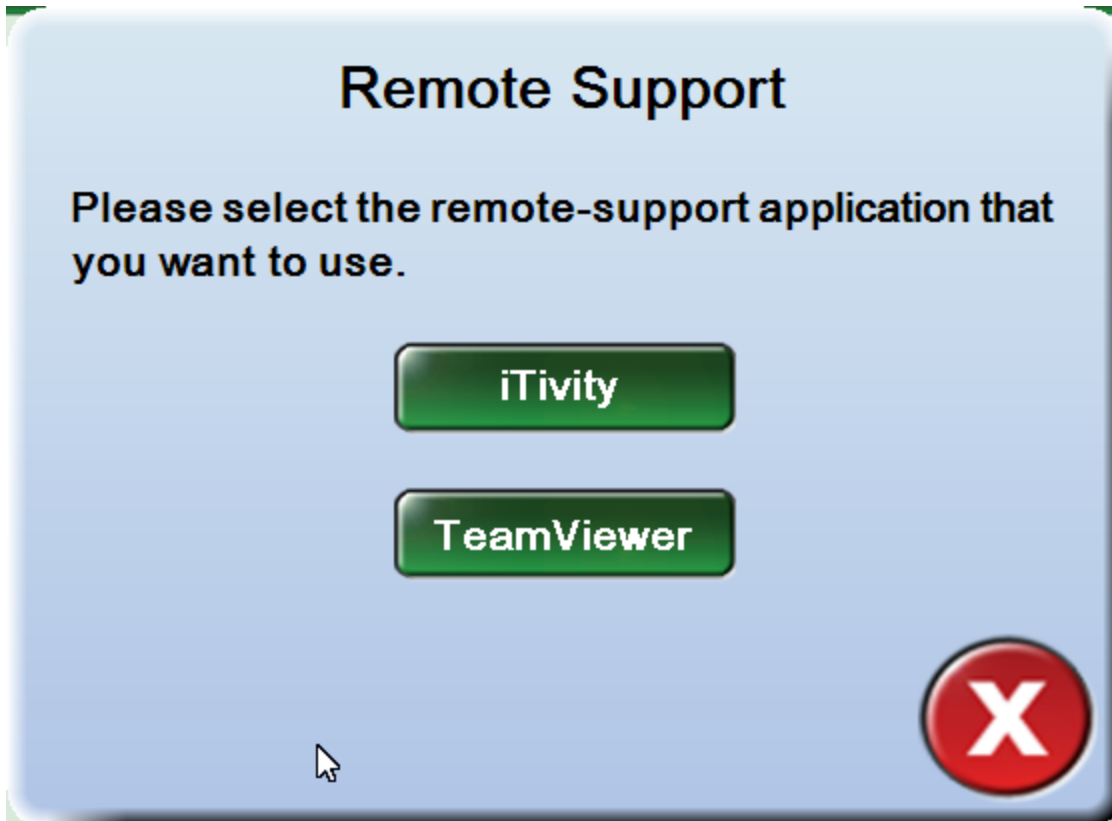 Remote Support
Please select the remote-support application that
you want to use.
iTivity
TeamViewer
X